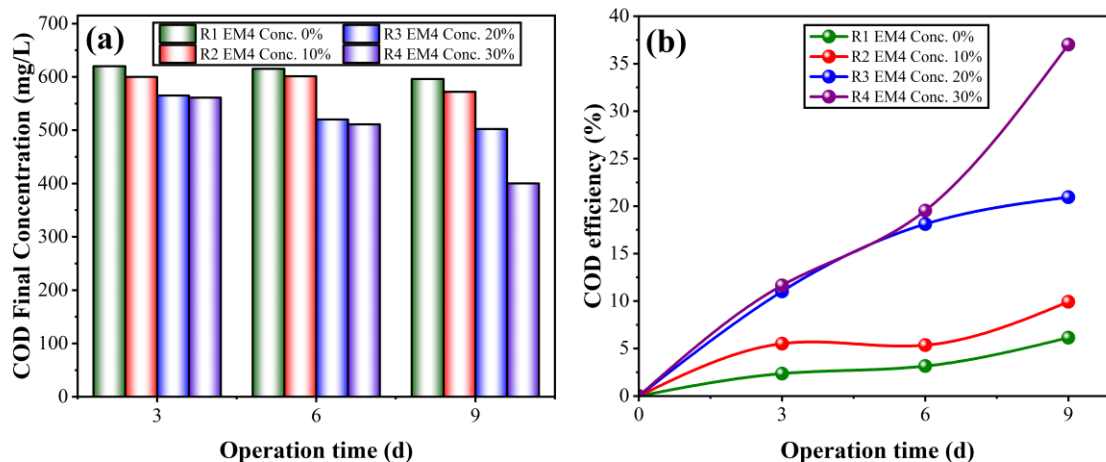 (a)
R1 EM4 Conc. 0%
R3 EM4 Conc. 20%
R2 EM4 Conc. 10%
R4 EM4 Conc. 30%
COD Final Concentration (mg/L)
700
600
500
400
300
200
100
0
3
6
9
Operation time (d)
(b)
R1 EM4 Conc. 0%
R2 EM4 Conc. 10%
R3 EM4 Conc. 20%
R4 EM4 Conc. 30%
COD efficiency (%)
40
35
30
25
20
15
10
5
0
0
3
6
9
Operation time (d)